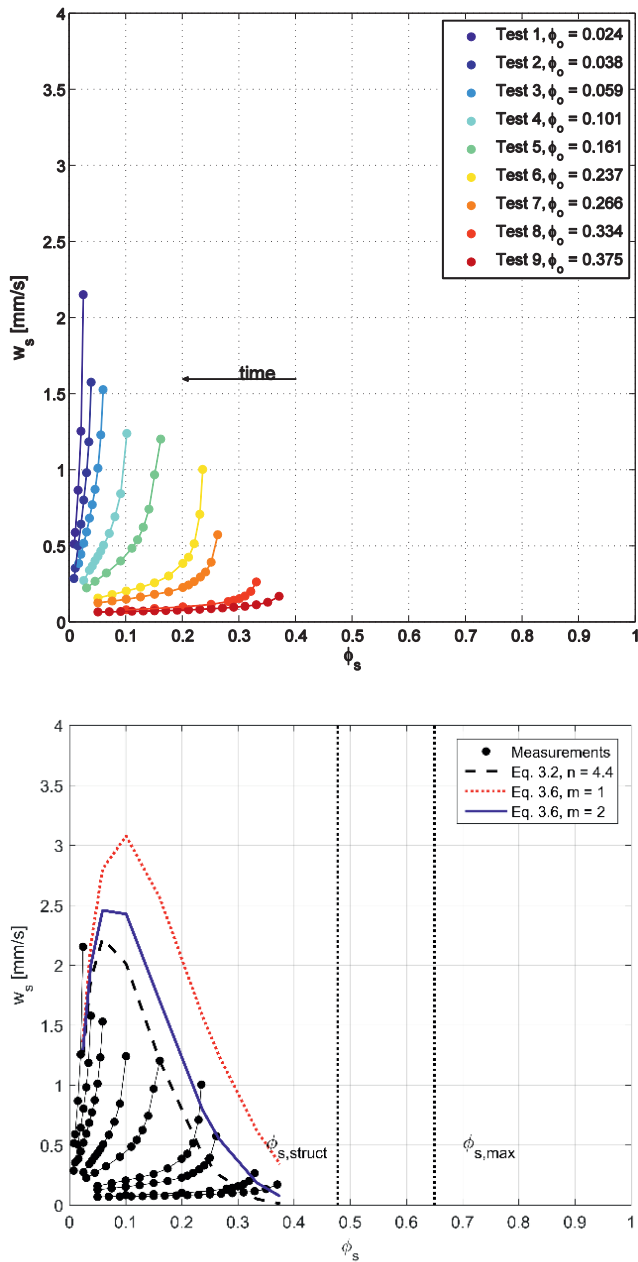 4
3.5
3
2.5
2
1.5
1
0.5
0
w_s [mm/s]
Test 1, ϕ_o = 0.024
Test 2, ϕ_o = 0.038
Test 3, ϕ_o = 0.059
Test 4, ϕ_o = 0.101
Test 5, ϕ_o = 0.161
Test 6, ϕ_o = 0.237
Test 7, ϕ_o = 0.266
Test 8, ϕ_o = 0.334
Test 9, ϕ_o = 0.375
time
0 0.1 0.2 0.3 0.4 0.5 0.6 0.7 0.8 0.9 1
ϕ_s
4
3.5
3
2.5
2
1.5
1
0.5
0
w_s [mm/s]
Measurements
Eq. 3.2, n = 4.4
Eq. 3.6, m = 1
Eq. 3.6, m = 2
ϕ_s,struct
ϕ_s,max
0 0.1 0.2 0.3 0.4 0.5 0.6 0.7 0.8 0.9 1
ϕ_s